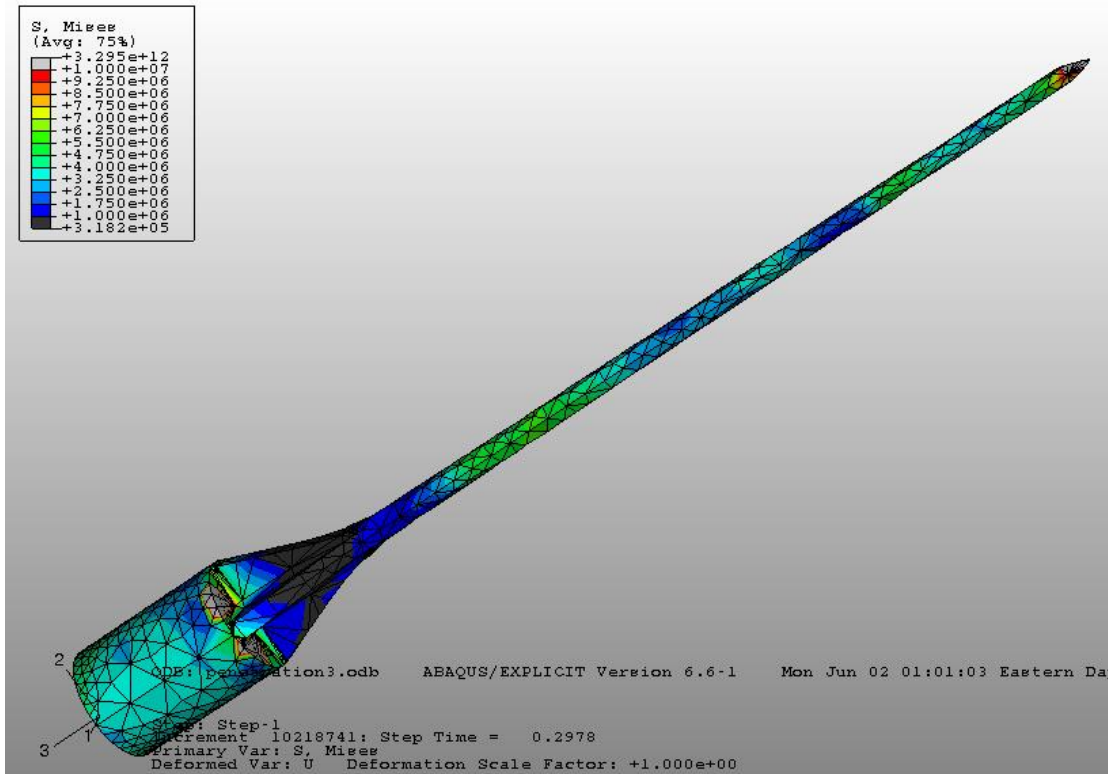 S, Mises
(Avg: 75%)
+3.295e+12
+1.000e+07
+9.250e+06
+8.500e+06
+7.750e+06
+7.000e+06
+6.250e+06
+5.500e+06
+4.750e+06
+4.000e+06
+3.250e+06
+2.500e+06
+1.750e+06
+1.000e+06
+3.182e+05
2
3
1
ODB: penetration3.odb ABAQUS/EXPLICIT Version 6.6-1 Mon Jun 02 01:01:03 Eastern Da
Step: Step-1
Increment 10218741: Step Time = 0.2978
Primary Var: S, Mises
Deformed Var: U Deformation Scale Factor: +1.000e+00